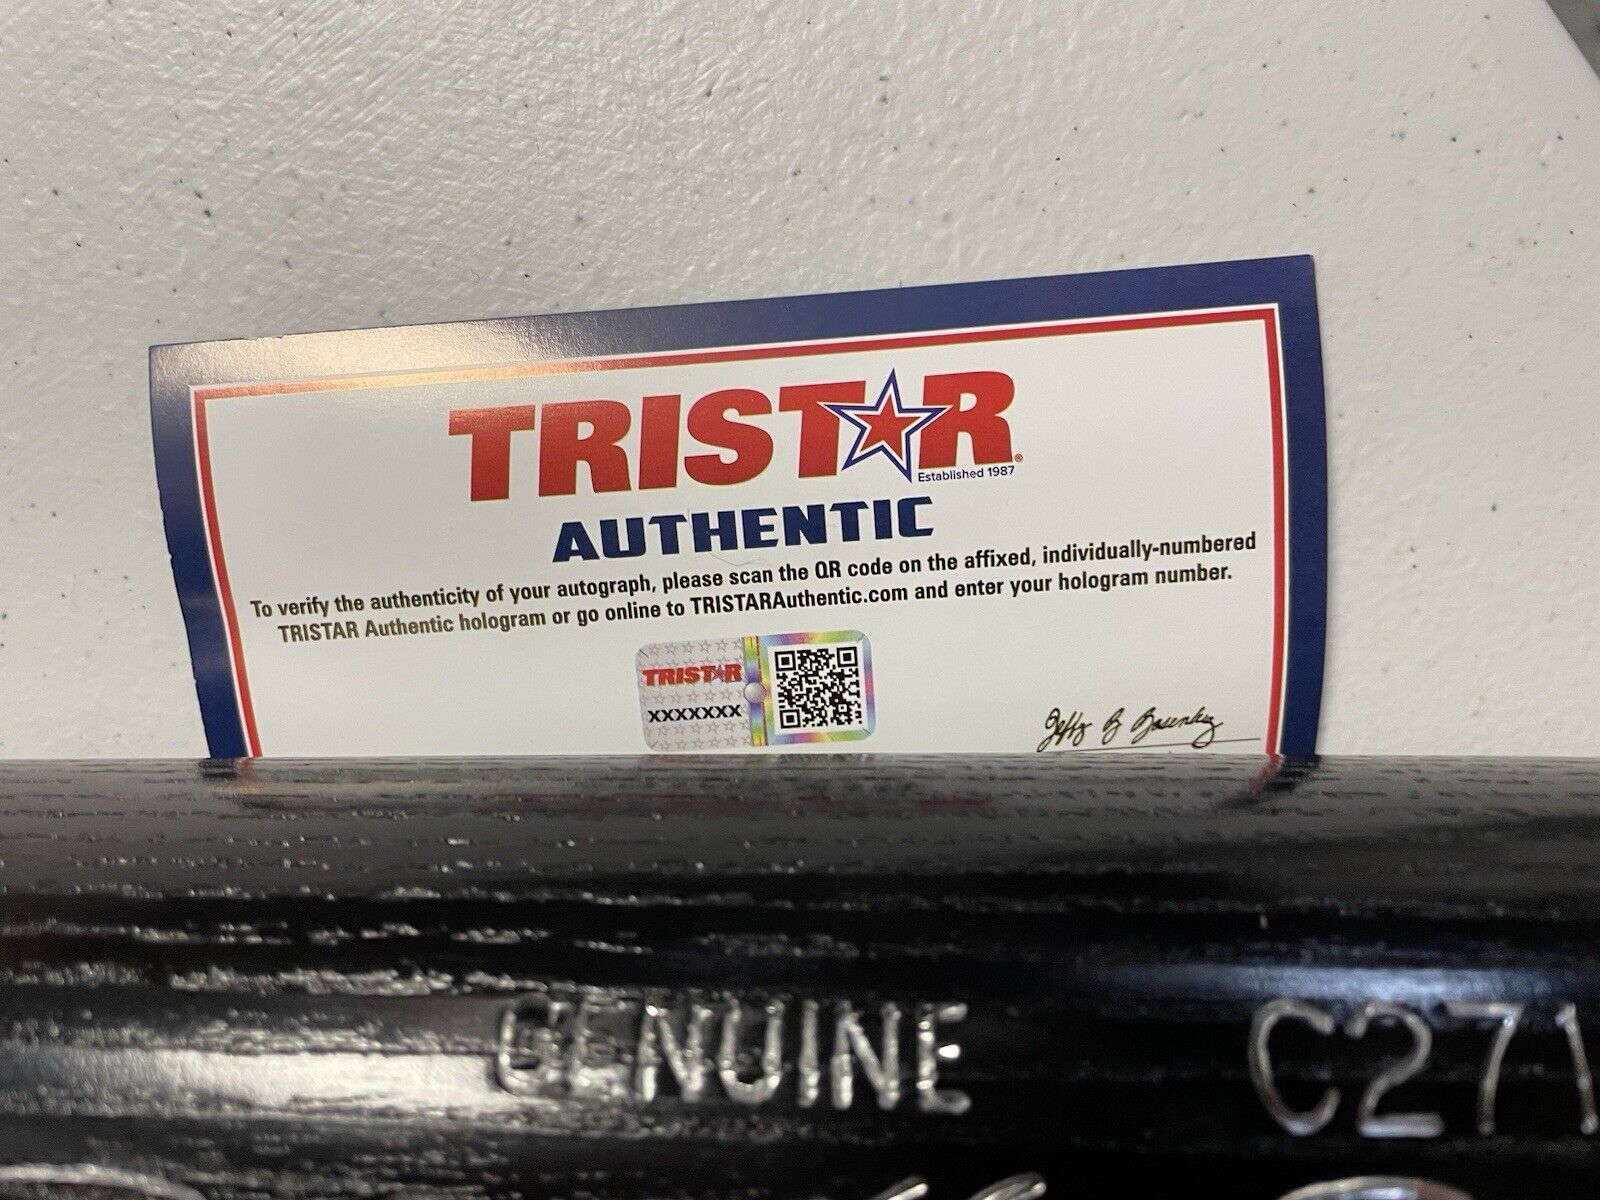 TRISTAR®
Established 1987
AUTHENTIC
To verify the authenticity of your autograph, please scan the QR code on the affixed, individually-numbered
TRISTAR Authentic hologram or go online to TRISTARAuthentic.com and enter your hologram number.
TRISTAR
XXXXXXX
GENUINE
C271